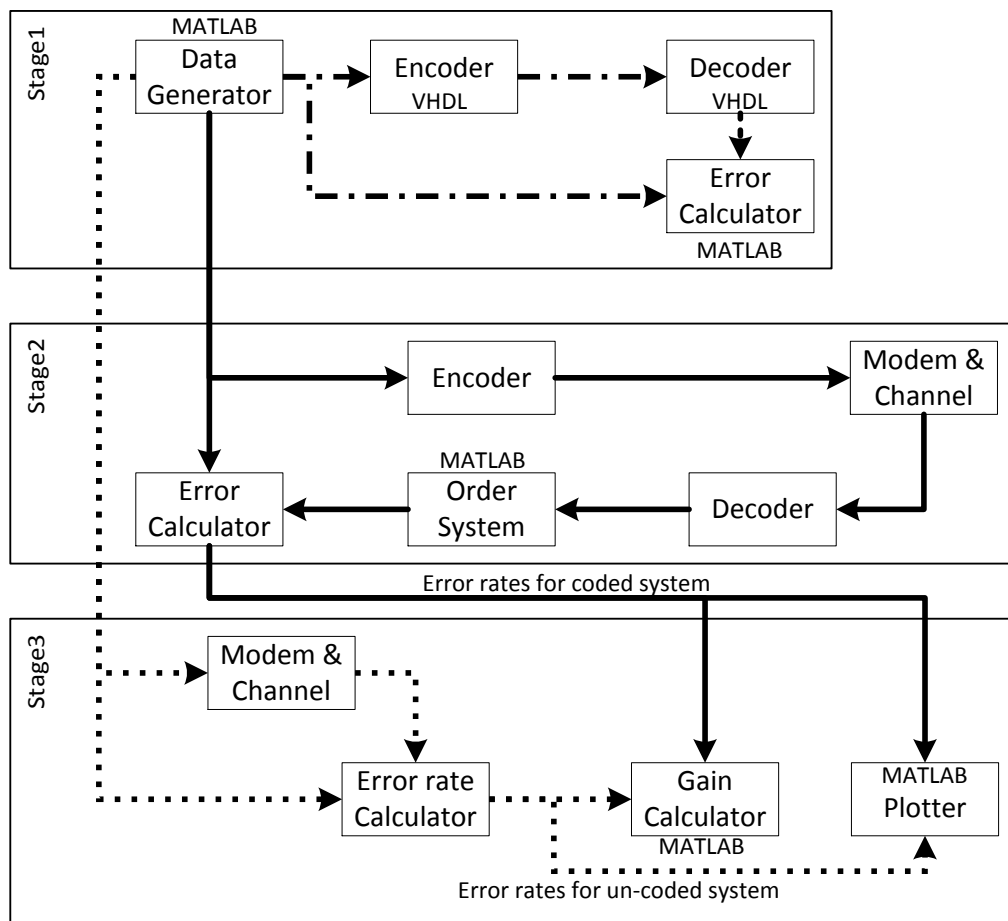 Stage1
MATLAB
Data
Generator
Encoder
VHDL
Decoder
VHDL
Error
Calculator
MATLAB
Stage2
Encoder
Modem &
Channel
Error
Calculator
MATLAB
Order
System
Decoder
Error rates for coded system
Stage3
Modem &
Channel
Error rate
Calculator
Gain
Calculator
MATLAB
MATLAB
Plotter
Error rates for un-coded system